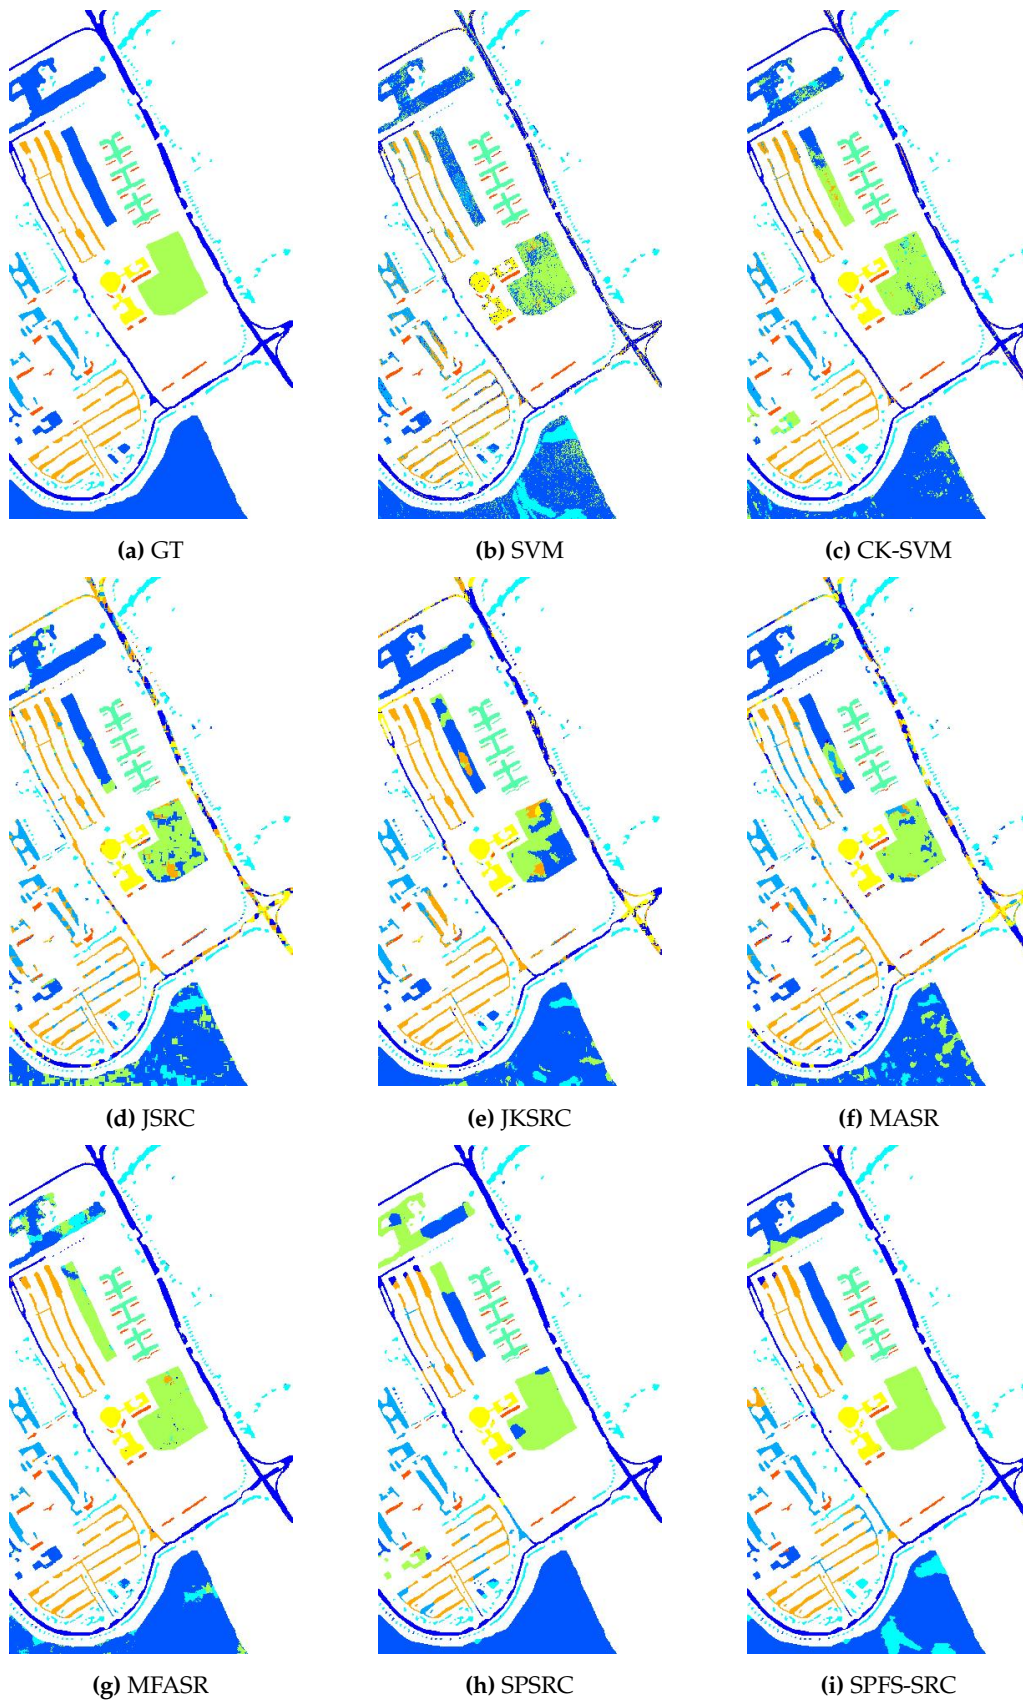 (a) GT
(b) SVM
(c) CK-SVM
(d) JSRC
(e) JKSRC
(f) MASR
(g) MFASR
(h) SPSRC
(i) SPFS-SRC